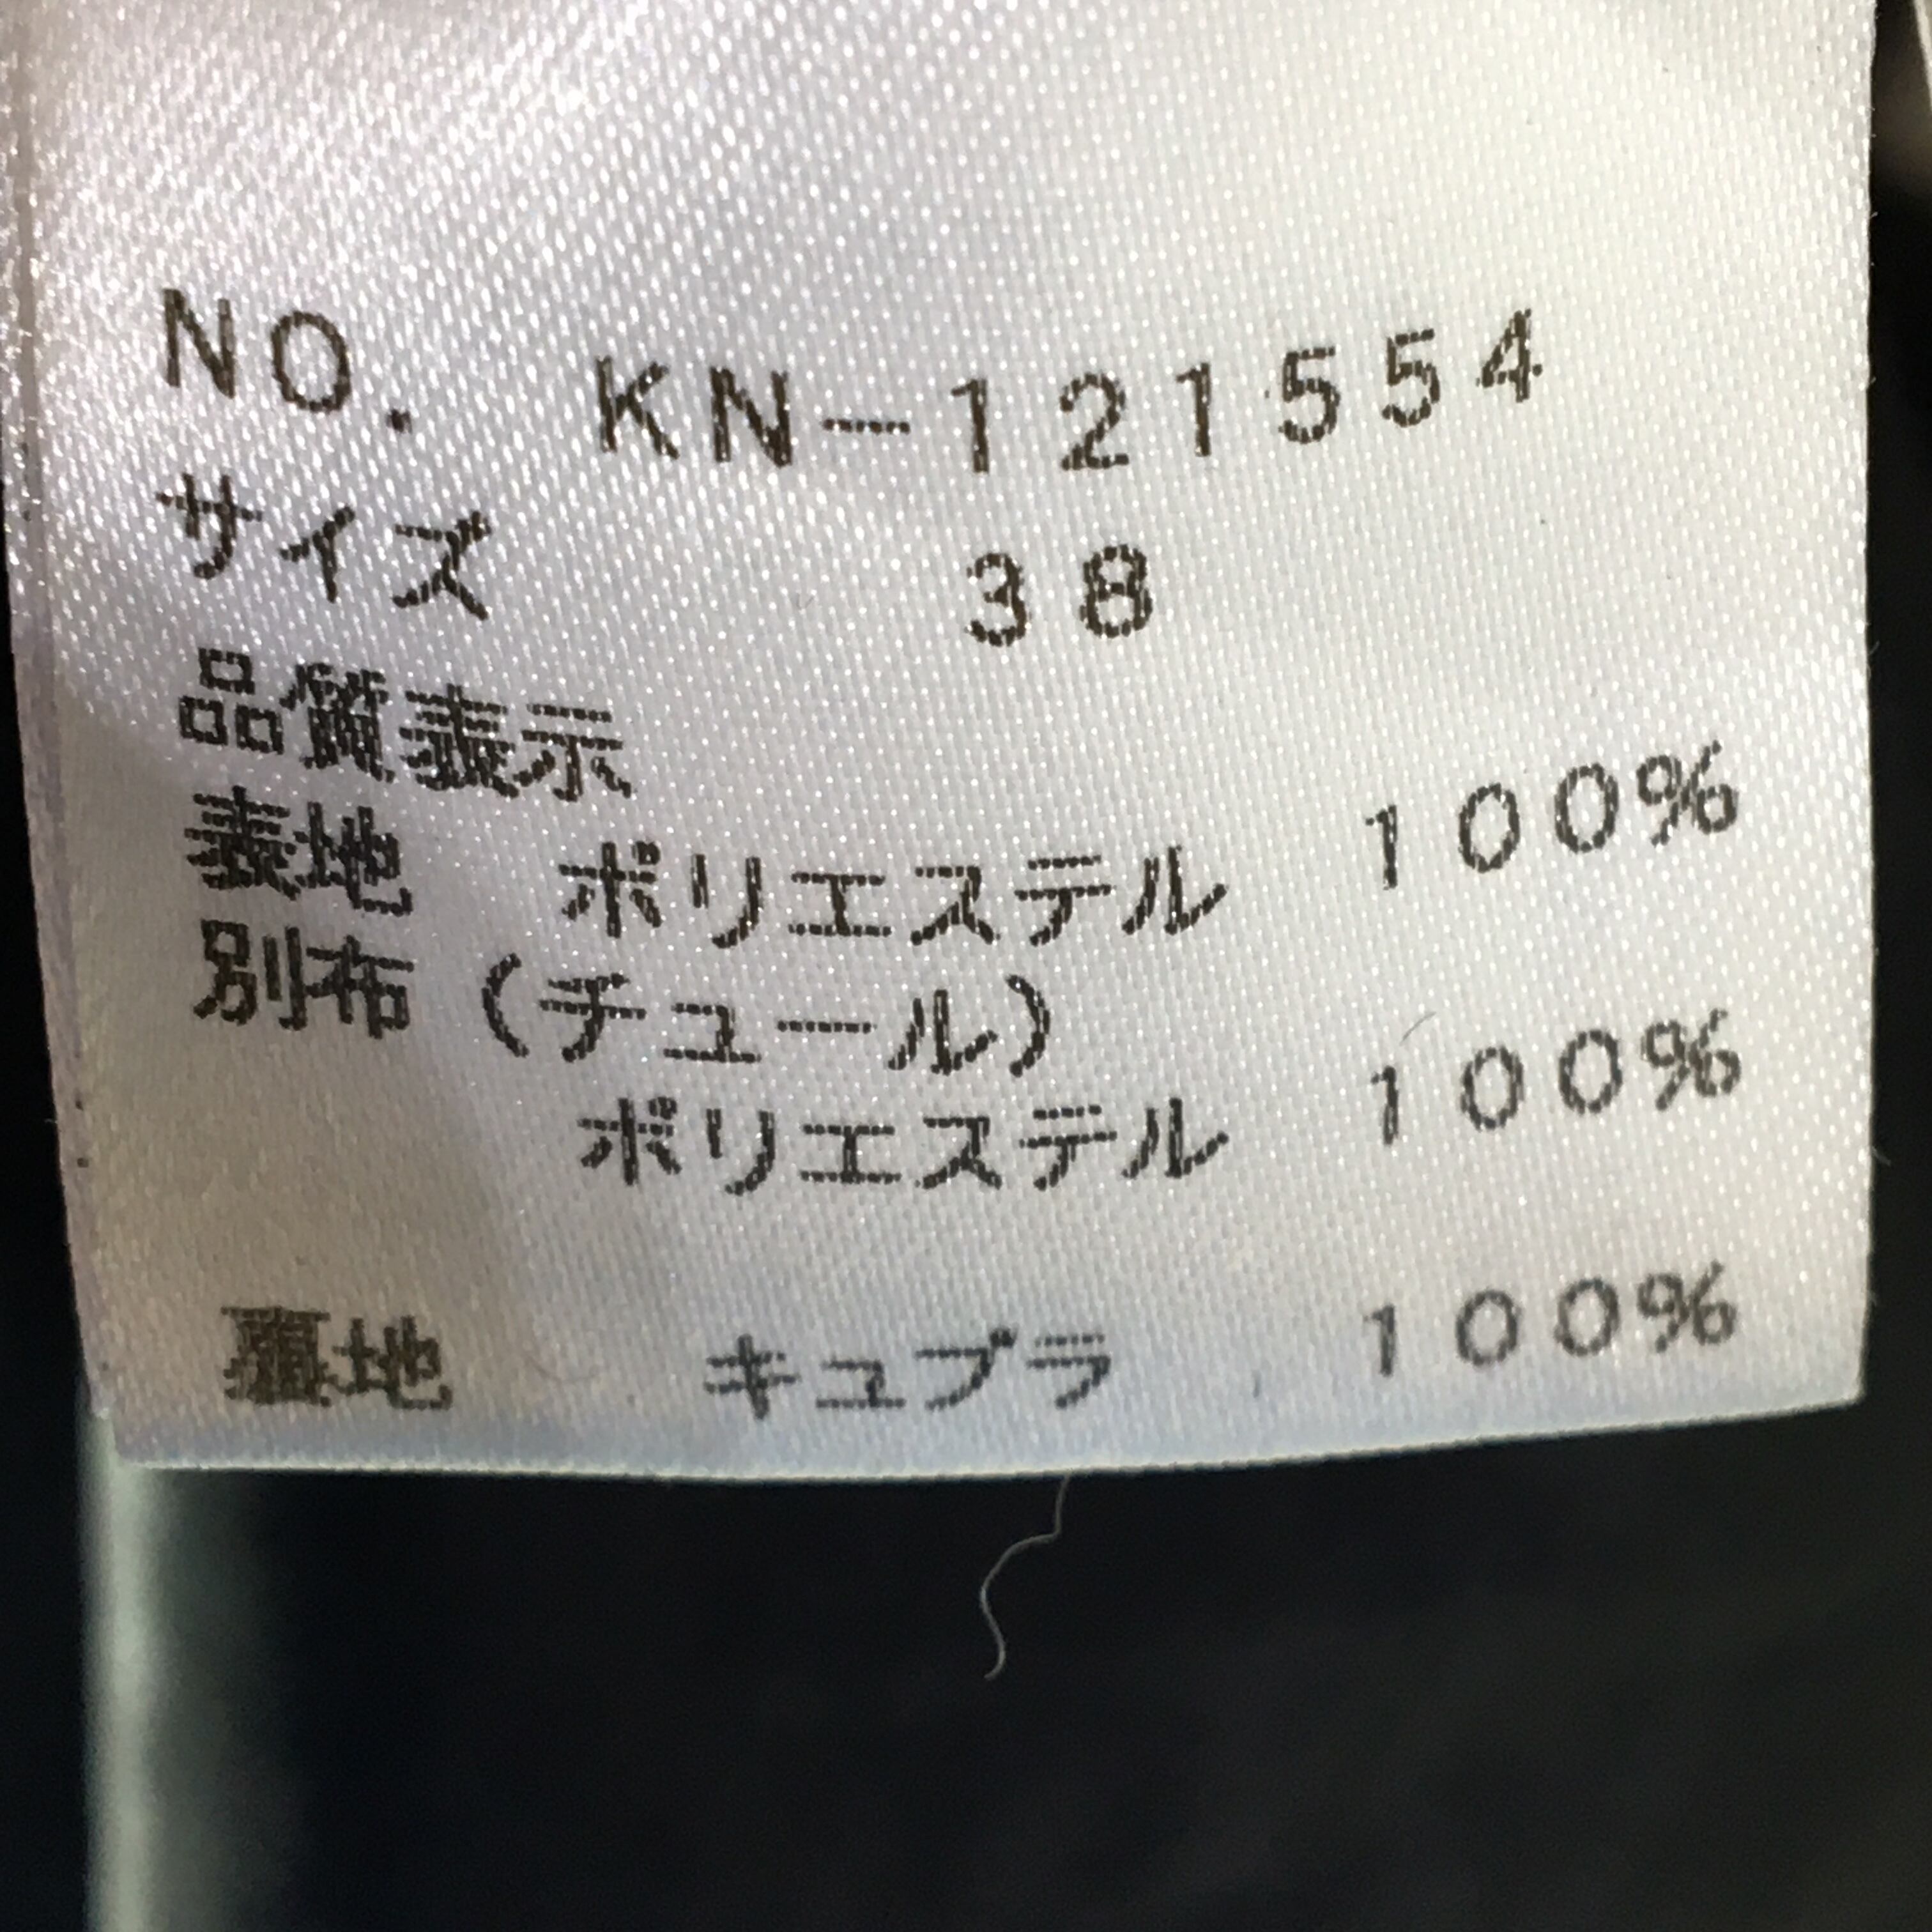 NO. KN-121554
サイズ 38
品質表示
表地 ポリエステル 100%
別布(チュール)
ポリエステル 100%
裏地 キュプラ 100%